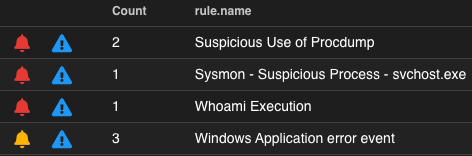 Count rule.name
2 Suspicious Use of Procdump
1 Sysmon - Suspicious Process - svchost.exe
1 Whoami Execution
3 Windows Application error event